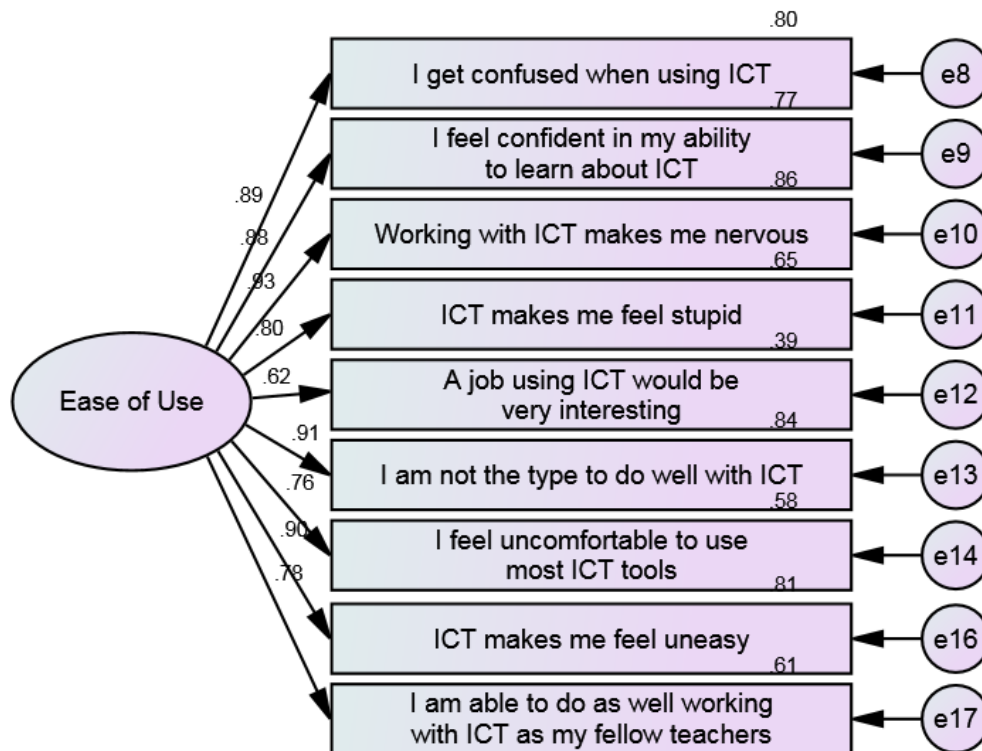 .80
I get confused when using ICT
e8
.77
.89
I feel confident in my ability
to learn about ICT
e9
.86
.88
Working with ICT makes me nervous
e10
.65
.93
ICT makes me feel stupid
e11
.80
.39
.62
A job using ICT would be
very interesting
e12
Ease of Use
.84
.91
I am not the type to do well with ICT
e13
.76
.58
I feel uncomfortable to use
most ICT tools
e14
.90
.81
.78
ICT makes me feel uneasy
e16
.61
I am able to do as well working
with ICT as my fellow teachers
e17